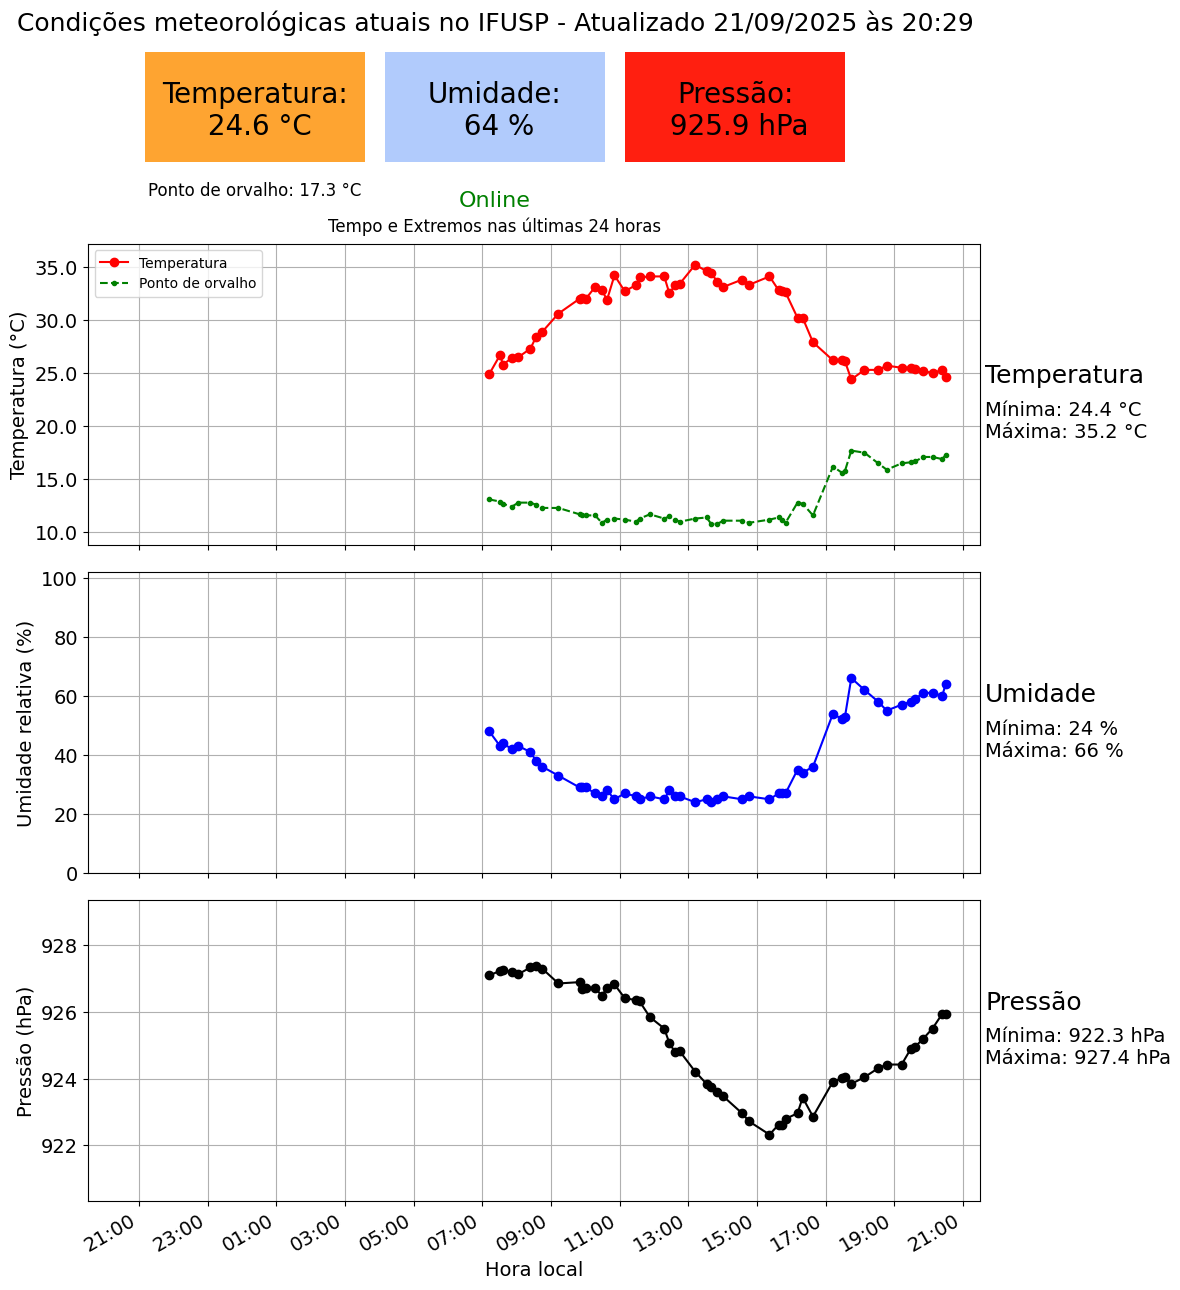 Condições meteorológicas atuais no IFUSP - Atualizado 21/09/2025 às 20:29
Temperatura:
24.6 °C
Umidade:
64 %
Pressão:
925.9 hPa
Ponto de orvalho: 17.3 °C
Online
Tempo e Extremos nas últimas 24 horas
Temperatura
Ponto de orvalho
Temperatura (°C)
35.0
30.0
25.0
20.0
15.0
10.0
Temperatura
Mínima: 24.4 °C
Máxima: 35.2 °C
Umidade relativa (%)
100
80
60
40
20
0
Umidade
Mínima: 24 %
Máxima: 66 %
Pressão (hPa)
928
926
924
922
Pressão
Mínima: 922.3 hPa
Máxima: 927.4 hPa
21:00 23:00 01:00 03:00 05:00 07:00 09:00 11:00 13:00 15:00 17:00 19:00 21:00
Hora local